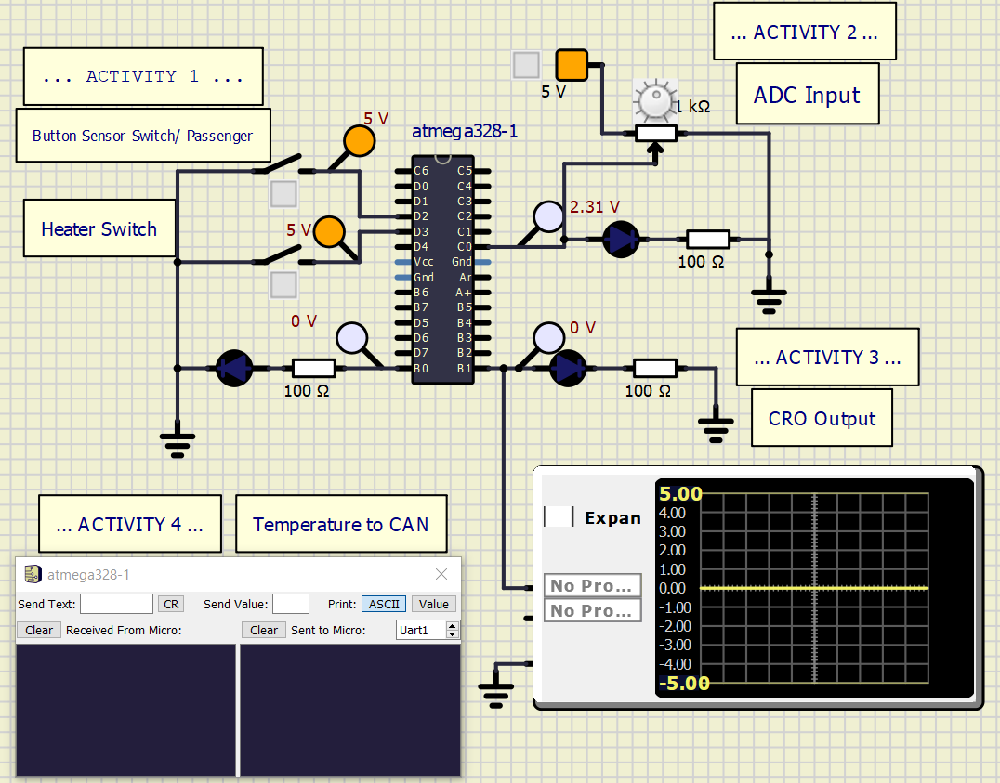 ... ACTIVITY 2 ...
... ACTIVITY 1 ...
5 V
ADC Input
1 kΩ
5 V
Button Sensor Switch/ Passenger
atmega328-1
C6 C5
D0 C4
D1 C3
D2 C2
D3 C1
D4 C0
Vcc Gnd
Gnd Ar
B6 A+
B7 B5
D5 B4
D6 B3
D7 B2
B0 B1
2.31 V
Heater Switch
5 V
100 Ω
0 V
0 V
... ACTIVITY 3 ...
100 Ω
100 Ω
CRO Output
... ACTIVITY 4 ...
Temperature to CAN
atmega328-1
Send Text:
CR
Send Value:
Print:
ASCII
Value
Clear
Received From Micro:
Clear
Sent to Micro:
Uart1
Expan
No Pro...
No Pro...
5.00
4.00
3.00
2.00
1.00
0.00
-1.00
-2.00
-3.00
-4.00
-5.00